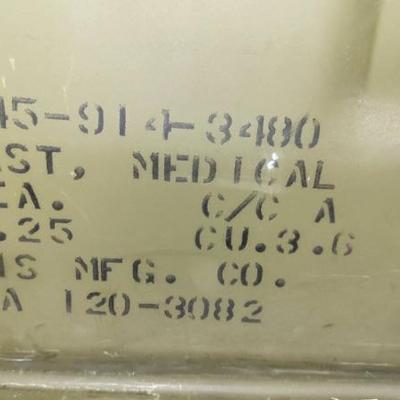 45-914-3480
ST, MEDICAL
EA. C/C A
.25 CU.3.6
NS MFG. CO.
A 120-3082